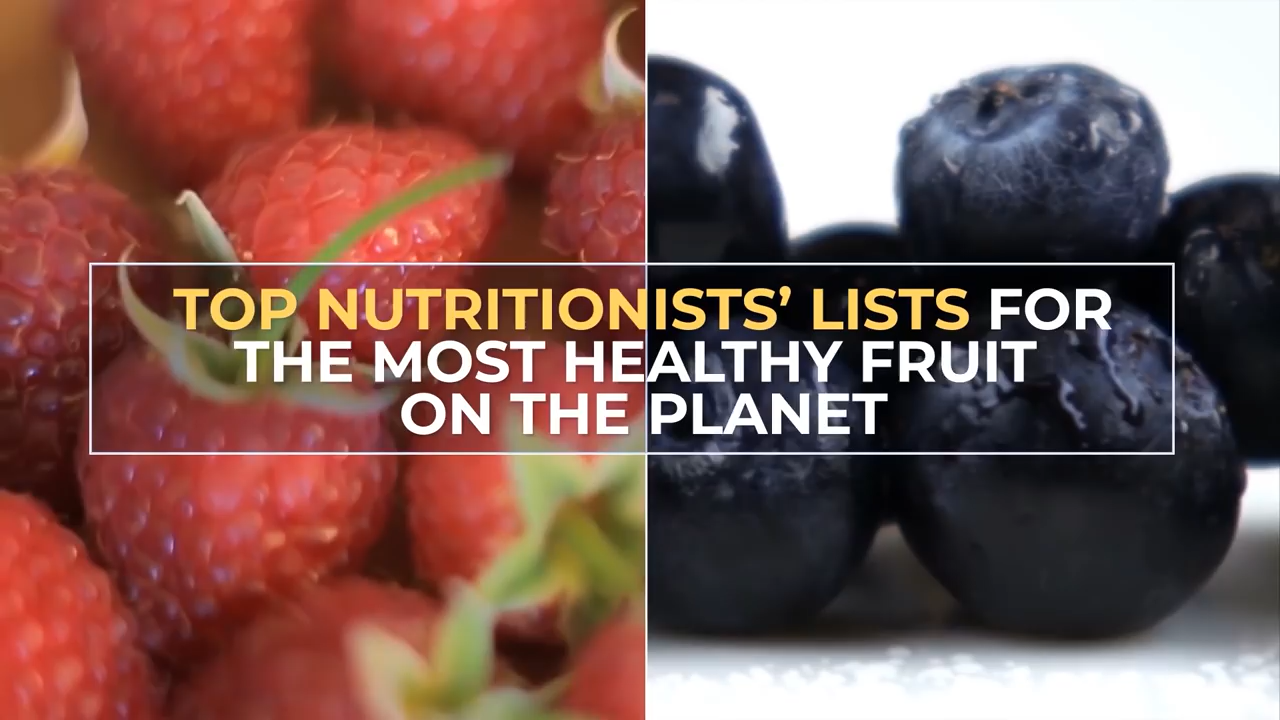 TOP NUTRITIONISTS’ LISTS FOR
THE MOST HEALTHY FRUIT
ON THE PLANET